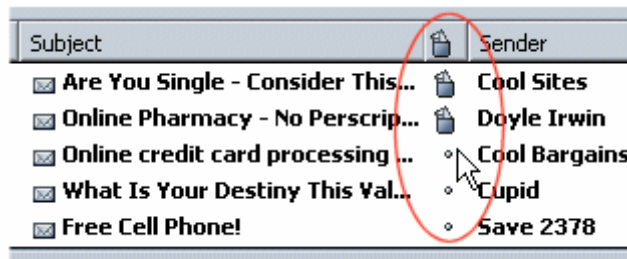 Subject Sender
Are You Single - Consider This... Cool Sites
Online Pharmacy - No Perscrip... Doyle Irwin
Online credit card processing ... Cool Bargains
What Is Your Destiny This Val... Cupid
Free Cell Phone! Save 2378